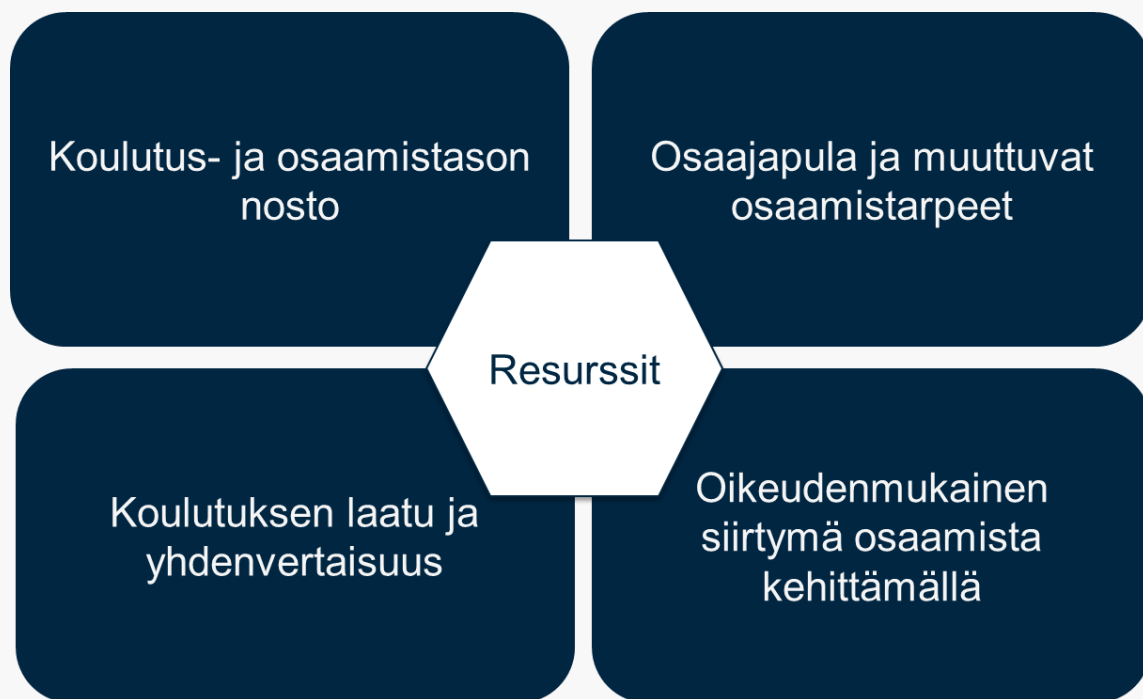 Koulutus- ja osaamistason
nosto
Osaajapula ja muuttuvat
osaamistarpeet
Resurssit
Koulutuksen laatu ja
yhdenvertaisuus
Oikeudenmukainen
siirtymä osaamista
kehittämällä